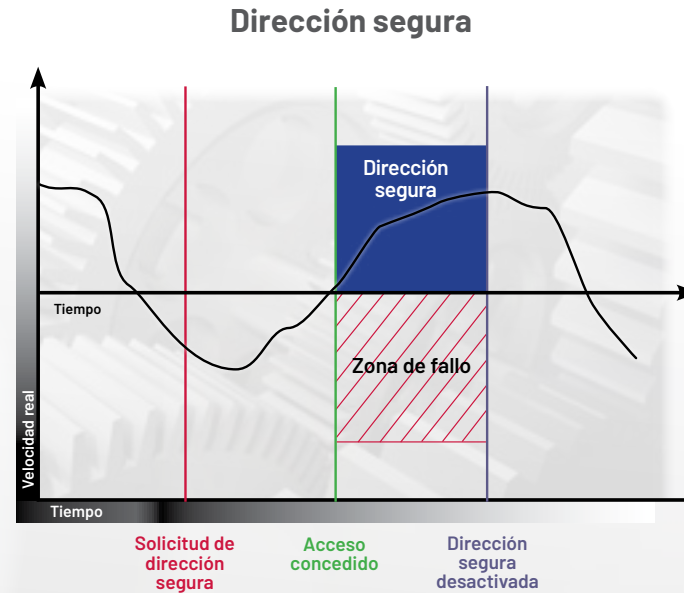 Dirección segura
Dirección
segura
Tiempo
Zona de fallo
Velocidad real
Tiempo
Solicitud de
dirección
segura
Acceso
concedido
Dirección
segura
desactivada